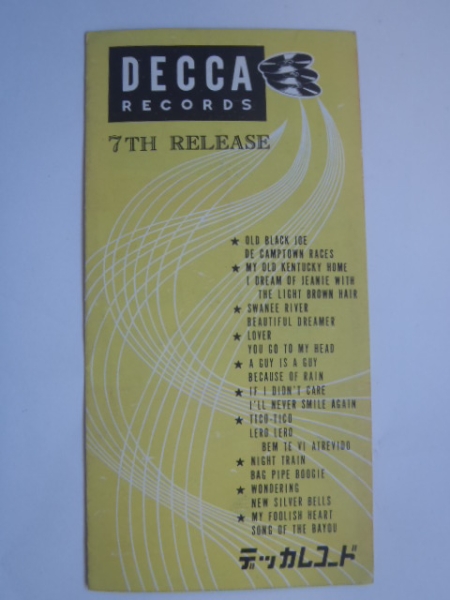 DECCA
RECORDS
7TH RELEASE
★ OLD BLACK JOE
DE CAMPTOWN RACES
★ MY OLD KENTUCKY HOME
I DREAM OF JEANIE WITH
THE LIGHT BROWN HAIR
★ SWANEE RIVER
BEAUTIFUL DREAMER
★ LOVER
YOU GO TO MY HEAD
★ A GUY IS A GUY
BECAUSE OF RAIN
★ IF I DIDN'T CARE
I'LL NEVER SMILE AGAIN
★ TICO-TICO
LERO LERO
BEM TE VI ATREVIDO
★ NIGHT TRAIN
BAG PIPE BOOGIE
★ WONDERING
NEW SILVER BELLS
★ MY FOOLISH HEART
SONG OF THE BAYOU
デッカレコード